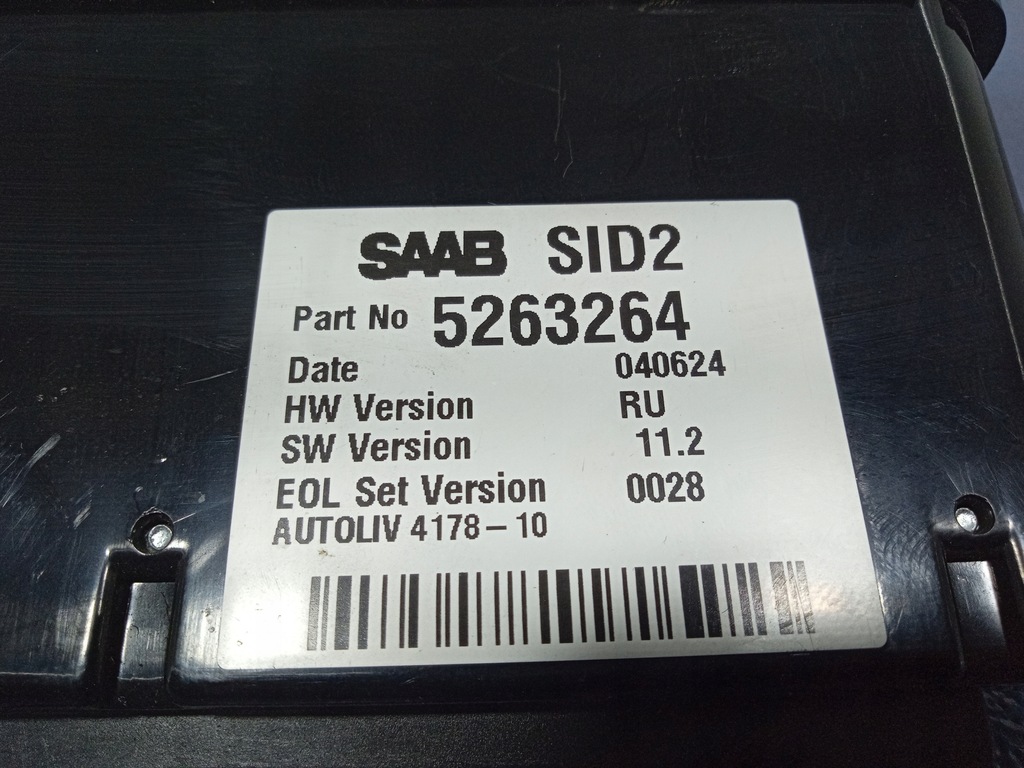 SAAB SID2
Part No 5263264
Date 040624
HW Version RU
SW Version 11.2
EOL Set Version 0028
AUTOLIV 4178-10